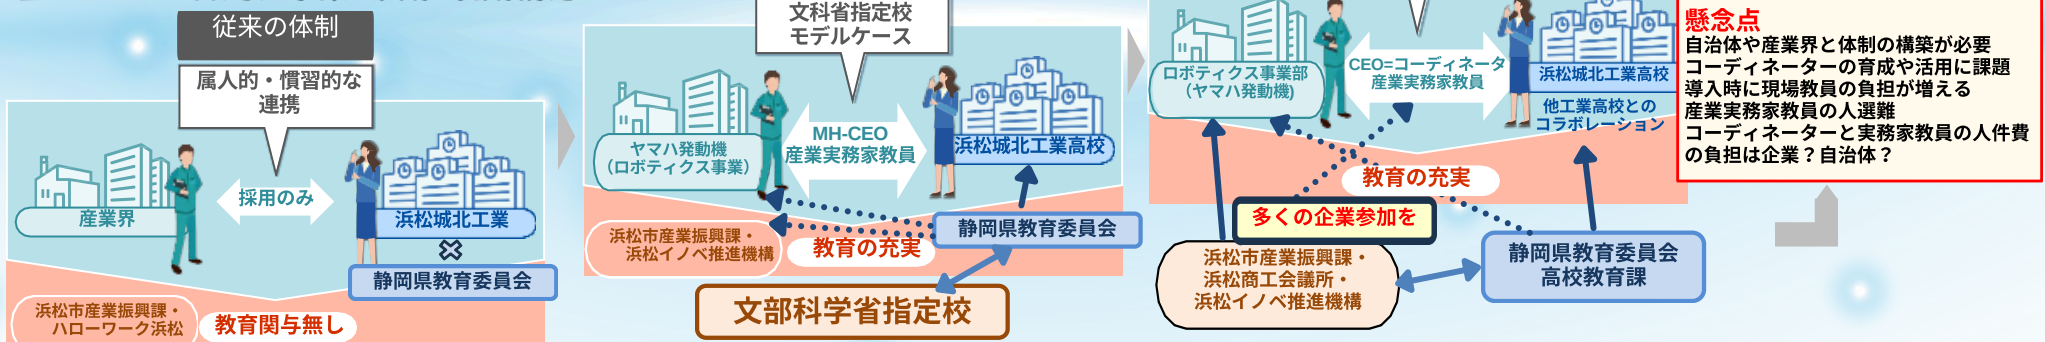 従来の体制
属人的・慣習的な
連携
産業界
採用のみ
浜松城北工業
静岡県教育委員会
浜松市産業振興課・
ハローワーク浜松
教育関与無し
文科省指定校
モデルケース
ヤマハ発動機
（ロボティクス事業）
MH-CEO
産業実務家教員
浜松城北工業高校
静岡県教育委員会
浜松市産業振興課・
浜松イノベ推進機構
教育の充実
文部科学省指定校
ロボティクス事業部
（ヤマハ発動機)
CEO=コーディネータ
産業実務家教員
浜松城北工業高校
他工業高校との
コラボレーション
教育の充実
多くの企業参加を
浜松市産業振興課・
浜松商工会議所・
浜松イノベ推進機構
静岡県教育委員会
高校教育課
懸念点
自治体や産業界と体制の構築が必要
コーディネーターの育成や活用に課題
導入時に現場教員の負担が増える
産業実務家教員の人選難
コーディネーターと実務家教員の人件費
の負担は企業？自治体？